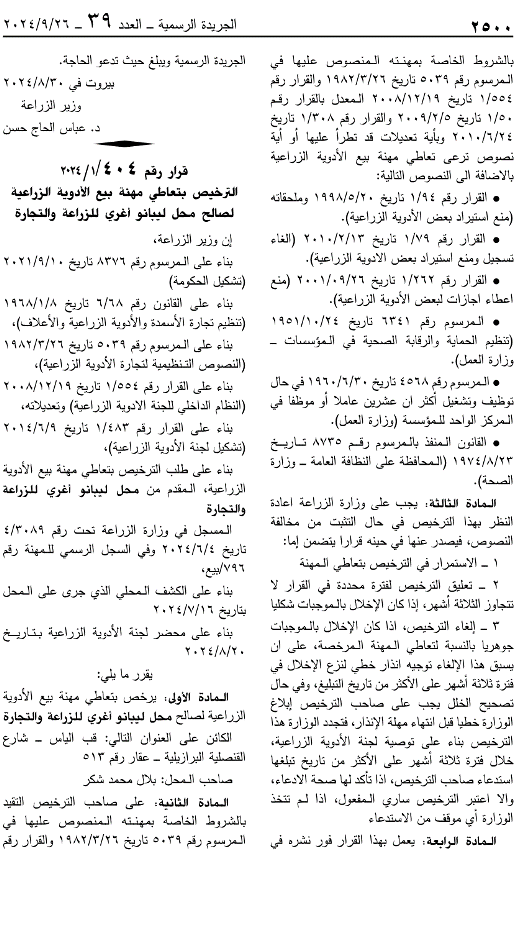 ٢٥٠٠
الجريدة الرسمية ـ العدد ٣٩ ـ ٢٠٢٤/٩/٢٦
بالشروط الخاصة بمهنته المنصوص عليها في
المرسوم رقم ٥٠٣٩ تاريخ ١٩٨٢/٣/٢٦ والقرار رقم
١/٥٥٤ تاريخ ٢٠٠٨/١٢/١٩ المعدل بالقرار رقم
١/٥٠ تاريخ ٢٠٠٩/٢/٥ والقرار رقم ١/٣٠٨ تاريخ
٢٠١٠/٦/٢٤ وبأية تعديلات قد تطرأ عليها أو أية
نصوص ترعى تعاطي مهنة بيع الأدوية الزراعية
بالاضافة الى النصوص التالية:
● القرار رقم ١/٩٤ تاريخ ١٩٩٨/٥/٢٠ وملحقاته
(منع استيراد بعض الأدوية الزراعية).
● القرار رقم ١/٧٩ تاريخ ٢٠١٠/٢/١٣ (الغاء
تسجيل ومنع استيراد بعض الادوية الزراعية).
● القرار رقم ١/٢٦٢ تاريخ ٢٠٠١/٠٩/٢٦ (منع
اعطاء اجازات لبعض الأدوية الزراعية).
● المرسوم رقم ٦٣٤١ تاريخ ١٩٥١/١٠/٢٤
(تنظيم الحماية والرقابة الصحية في المؤسسات ـ
وزارة العمل).
● المرسوم رقم ٤٥٦٨ تاريخ ١٩٦٠/٦/٣٠ في حال
توظيف وتشغيل أكثر ان عشرين عاملا أو موظفا في
المركز الواحد للمؤسسة (وزارة العمل).
● القانون المنفذ بالمرسوم رقم ٨٧٣٥ تاريخ
١٩٧٤/٨/٢٣ (المحافظة على النظافة العامة ـ وزارة
الصحة).
المادة الثالثة: يجب على وزارة الزراعة اعادة
النظر بهذا الترخيص في حال التثبت من مخالفة
النصوص، فيصدر عنها في حينه قرارا يتضمن إما:
١ ـ الاستمرار في الترخيص بتعاطي المهنة
٢ ـ تعليق الترخيص لفترة محددة في القرار لا
تتجاوز الثلاثة أشهر، إذا كان الإخلال بالموجبات شكليا
٣ ـ إلغاء الترخيص، اذا كان الإخلال بالموجبات
جوهريا بالنسبة لتعاطي المهنة المرخصة، على ان
يسبق هذا الإلغاء توجيه انذار خطي لنزع الإخلال في
فترة ثلاثة أشهر على الأكثر من تاريخ التبليغ، وفي حال
تصحيح الخلل يجب على صاحب الترخيص إبلاغ
الوزارة خطيا قبل انتهاء مهلة الإنذار، فتجدد الوزارة هذا
الترخيص بناء على توصية لجنة الأدوية الزراعية،
خلال فترة ثلاثة أشهر على الأكثر من تاريخ تبلغها
استدعاء صاحب الترخيص، اذا تأكد لها صحة الادعاء،
والا اعتبر الترخيص ساري المفعول، اذا لم تتخذ
الوزارة أي موقف من الاستدعاء
المادة الرابعة: يعمل بهذا القرار فور نشره في
الجريدة الرسمية ويبلغ حيث تدعو الحاجة.
بيروت في ٢٠٢٤/٨/٣٠
وزير الزراعة
د. عباس الحاج حسن
قرار رقم ١/٤٠٤/٢٠٢٤
الترخيص بتعاطي مهنة بيع الأدوية الزراعية
لصالح محل ليبانو أغري للزراعة والتجارة
إن وزير الزراعة،
بناء على المرسوم رقم ٨٣٧٦ تاريخ ٢٠٢١/٩/١٠
(تشكيل الحكومة)
بناء على القانون رقم ٦/٦٨ تاريخ ١٩٦٨/١/٨
(تنظيم تجارة الأسمدة والأدوية الزراعية والأعلاف)،
بناء على المرسوم رقم ٥٠٣٩ تاريخ ١٩٨٢/٣/٢٦
(النصوص التنظيمية لتجارة الأدوية الزراعية)،
بناء على القرار رقم ١/٥٥٤ تاريخ ٢٠٠٨/١٢/١٩
(النظام الداخلي للجنة الادوية الزراعية) وتعديلاته،
بناء على القرار رقم ١/٤٨٣ تاريخ ٢٠١٤/٦/٩
(تشكيل لجنة الأدوية الزراعية)،
بناء على طلب الترخيص بتعاطي مهنة بيع الأدوية
الزراعية، المقدم من محل ليبانو أغري للزراعة
والتجارة
المسجل في وزارة الزراعة تحت رقم ٤/٣٠٨٩
تاريخ ٢٠٢٤/٦/٤ وفي السجل الرسمي للمهنة رقم
٧٩٦/بيع،
بناء على الكشف المحلي الذي جرى على المحل
بتاريخ ٢٠٢٤/٧/١٦
بناء على محضر لجنة الأدوية الزراعية بتاريخ
٢٠٢٤/٨/٢٠
يقرر ما يلي:
المادة الأولى: يرخص بتعاطي مهنة بيع الأدوية
الزراعية لصالح محل ليبانو أغري للزراعة والتجارة
الكائن على العنوان التالي: قب الياس ـ شارع
القنصلية البرازيلية ـ عقار رقم ٥١٣
صاحب المحل: بلال محمد شكر
المادة الثانية: على صاحب الترخيص التقيد
بالشروط الخاصة بمهنته المنصوص عليها في
المرسوم رقم ٥٠٣٩ تاريخ ١٩٨٢/٣/٢٦ والقرار رقم